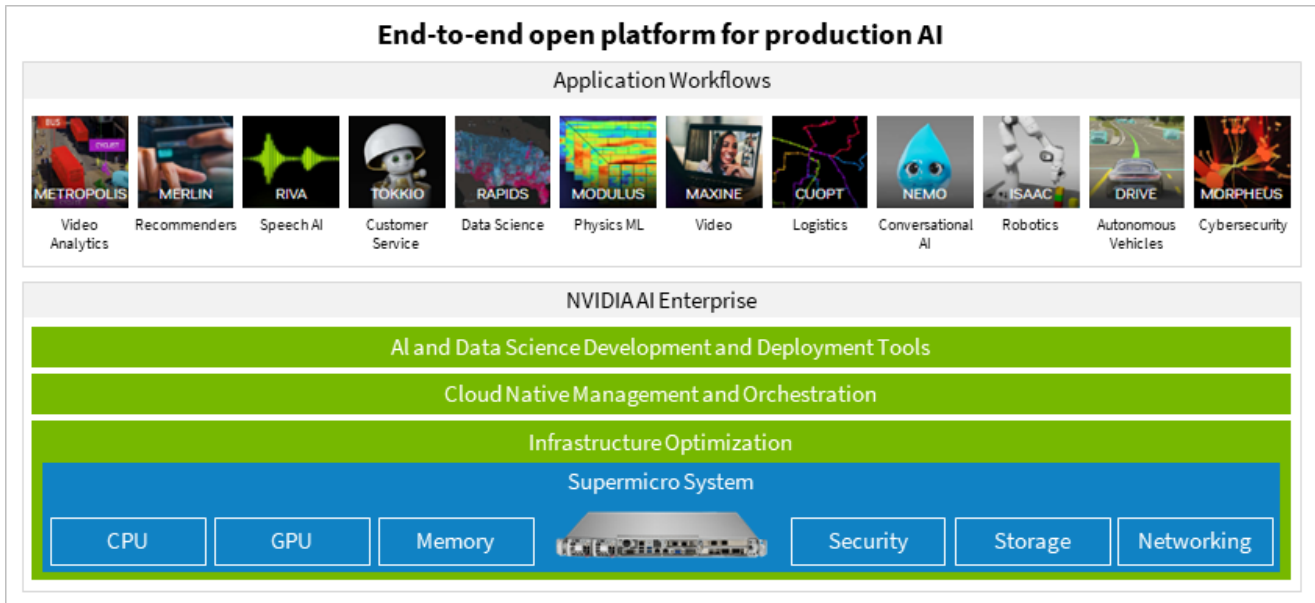 End-to-end open platform for production AI
Application Workflows
BUS
CYCLIST
METROPOLIS
MERLIN
RIVA
TOKKIO
RAPIDS
MODULUS
MAXINE
CUOPT
NEMO
ISAAC
DRIVE
MORPHEUS
Video
Analytics
Recommenders
Speech AI
Customer
Service
Data Science
Physics ML
Video
Logistics
Conversational
AI
Robotics
Autonomous
Vehicles
Cybersecurity
NVIDIA AI Enterprise
AI and Data Science Development and Deployment Tools
Cloud Native Management and Orchestration
Infrastructure Optimization
Supermicro System
CPU
GPU
Memory
Security
Storage
Networking